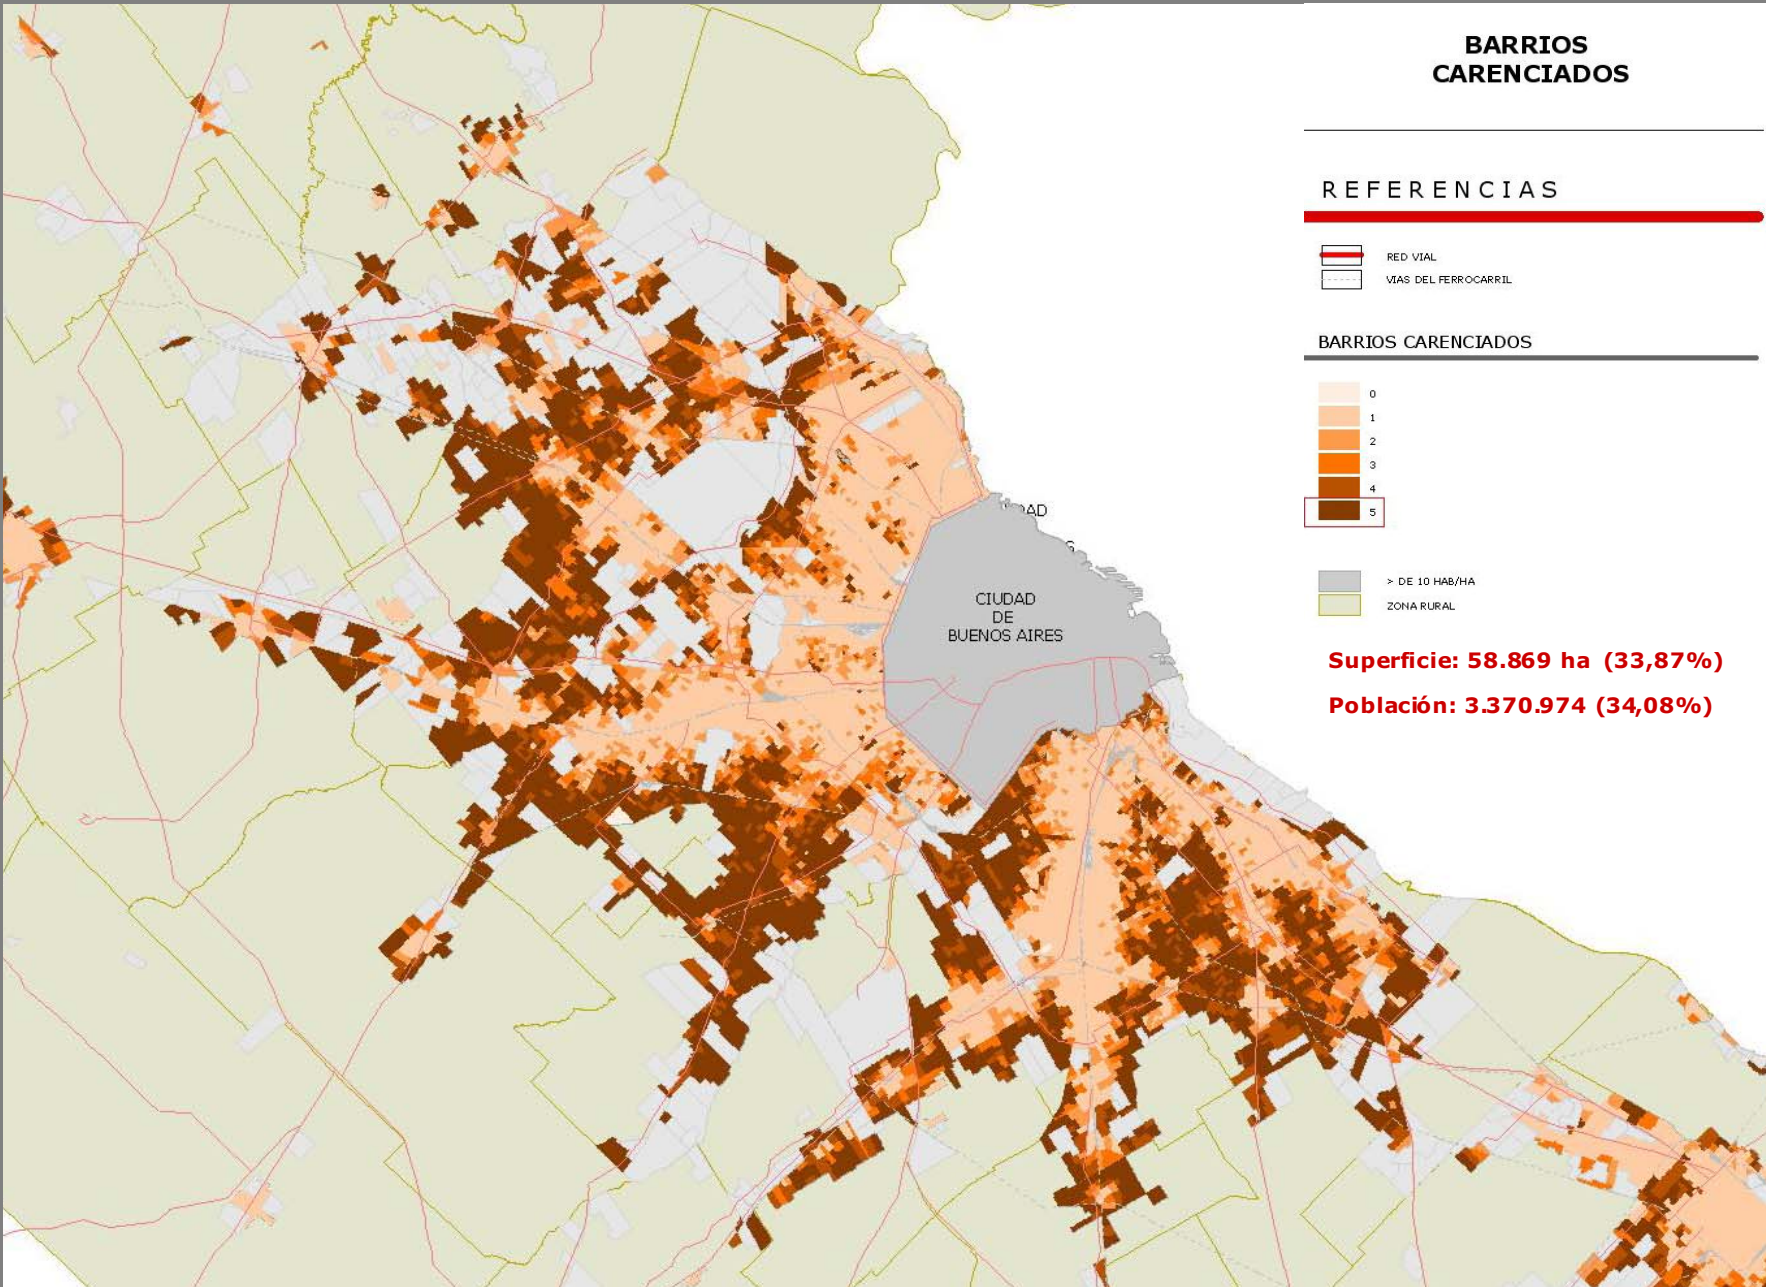 BARRIOS
CARENCIADOS
REFERENCIAS
RED VIAL
VIAS DEL FERROCARRIL
BARRIOS CARENCIADOS
0
1
2
3
4
5
> DE 10 HAB/HA
ZONA RURAL
Superficie: 58.869 ha (33,87%)
Población: 3.370.974 (34,08%)
CIUDAD
DE
BUENOS AIRES